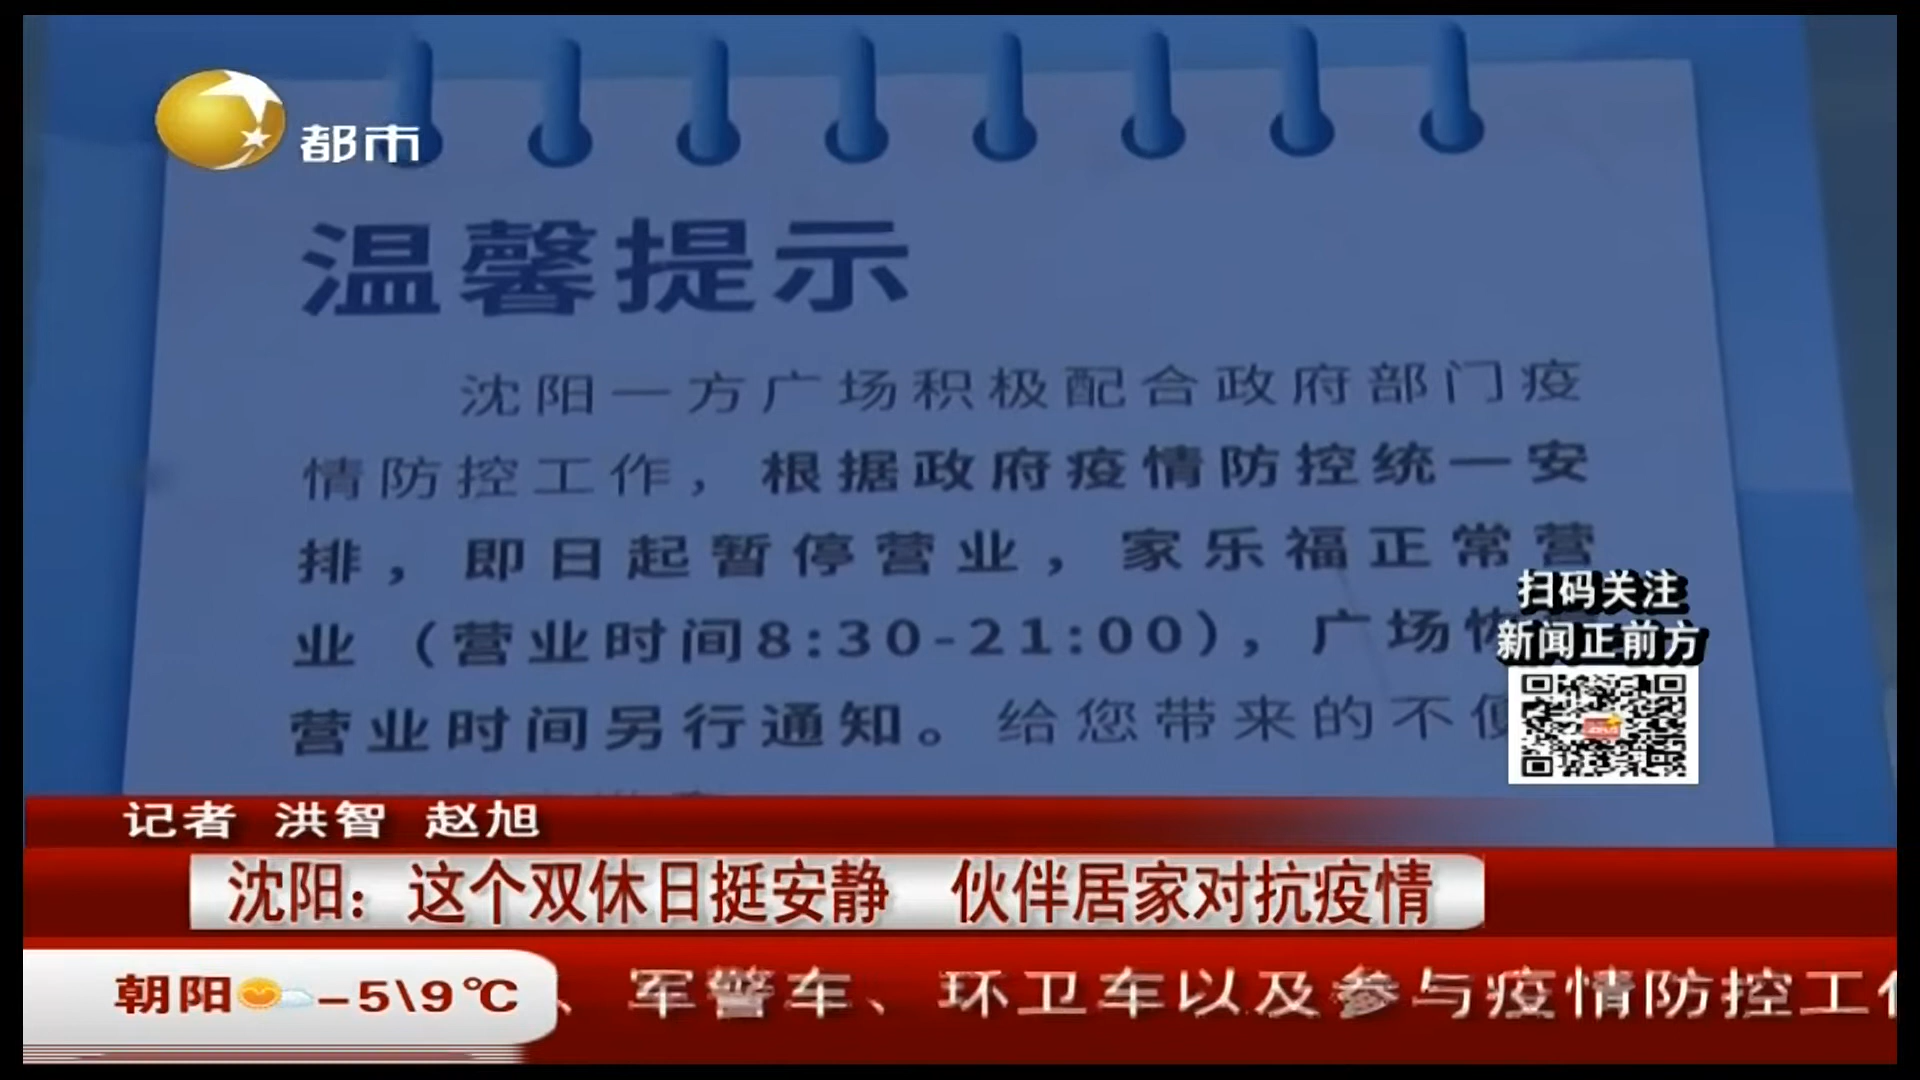 都市
温馨提示
沈阳一方广场积极配合政府部门疫
情防控工作，根据政府疫情防控统一安
排，即日起暂停营业，家乐福正常营
业（营业时间8:30-21:00），广场
营业时间另行通知。给您带来的不便
扫码关注
新闻正前方
记者 洪智 赵旭
沈阳：这个双休日挺安静 伙伴居家对抗疫情
朝阳 -5\9℃
、军警车、环卫车以及参与疫情防控工作